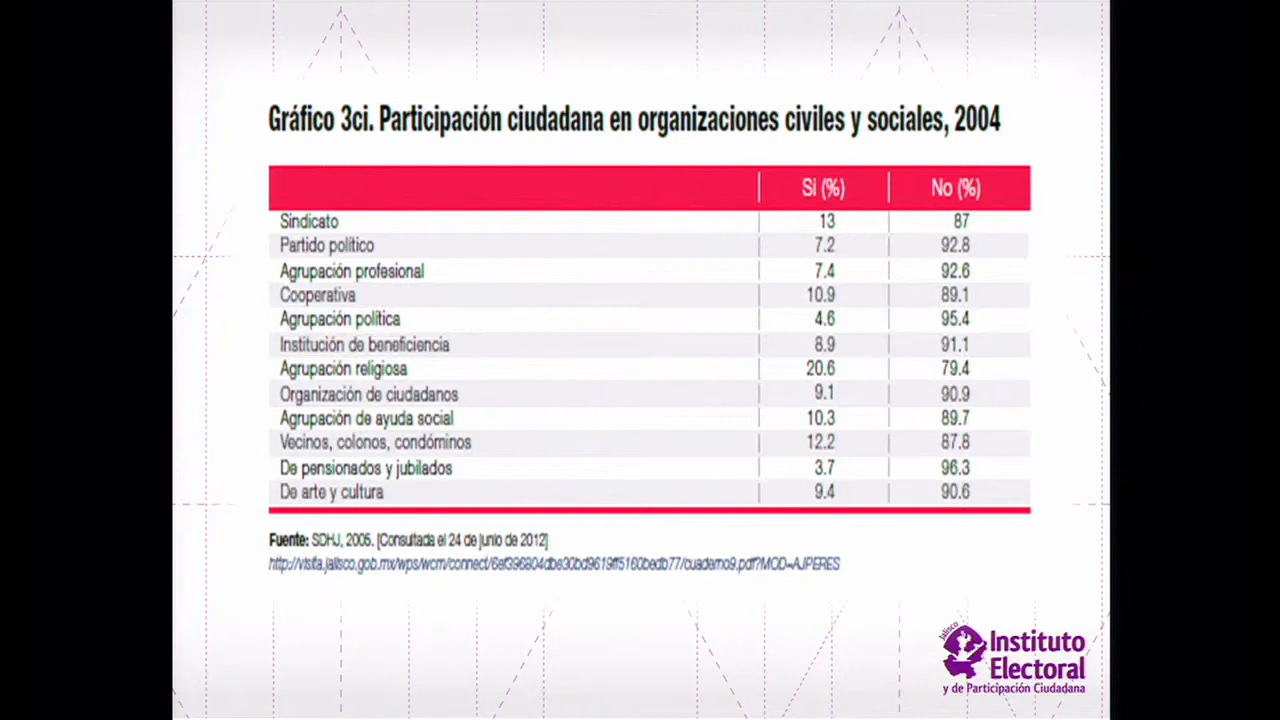 Gráfico 3ci. Participación ciudadana en organizaciones civiles y sociales, 2004
Si (%) No (%)
Sindicato 13 87
Partido político 7.2 92.8
Agrupación profesional 7.4 92.6
Cooperativa 10.9 89.1
Agrupación política 4.6 95.4
Institución de beneficiencia 8.9 91.1
Agrupación religiosa 20.6 79.4
Organización de ciudadanos 9.1 90.9
Agrupación de ayuda social 10.3 89.7
Vecinos, colonos, condóminos 12.2 87.8
De pensionados y jubilados 3.7 96.3
De arte y cultura 9.4 90.6
Fuente: SDHJ, 2005. [Consultada el 24 de junio de 2012]
Jalisco
Instituto
Electoral
y de Participación Ciudadana